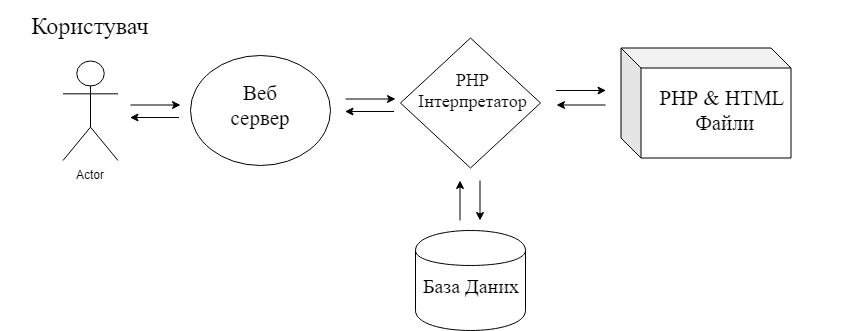 Користувач
Actor
Веб
сервер
PHP
Інтерпретатор
PHP & HTML
Файли
База Даних